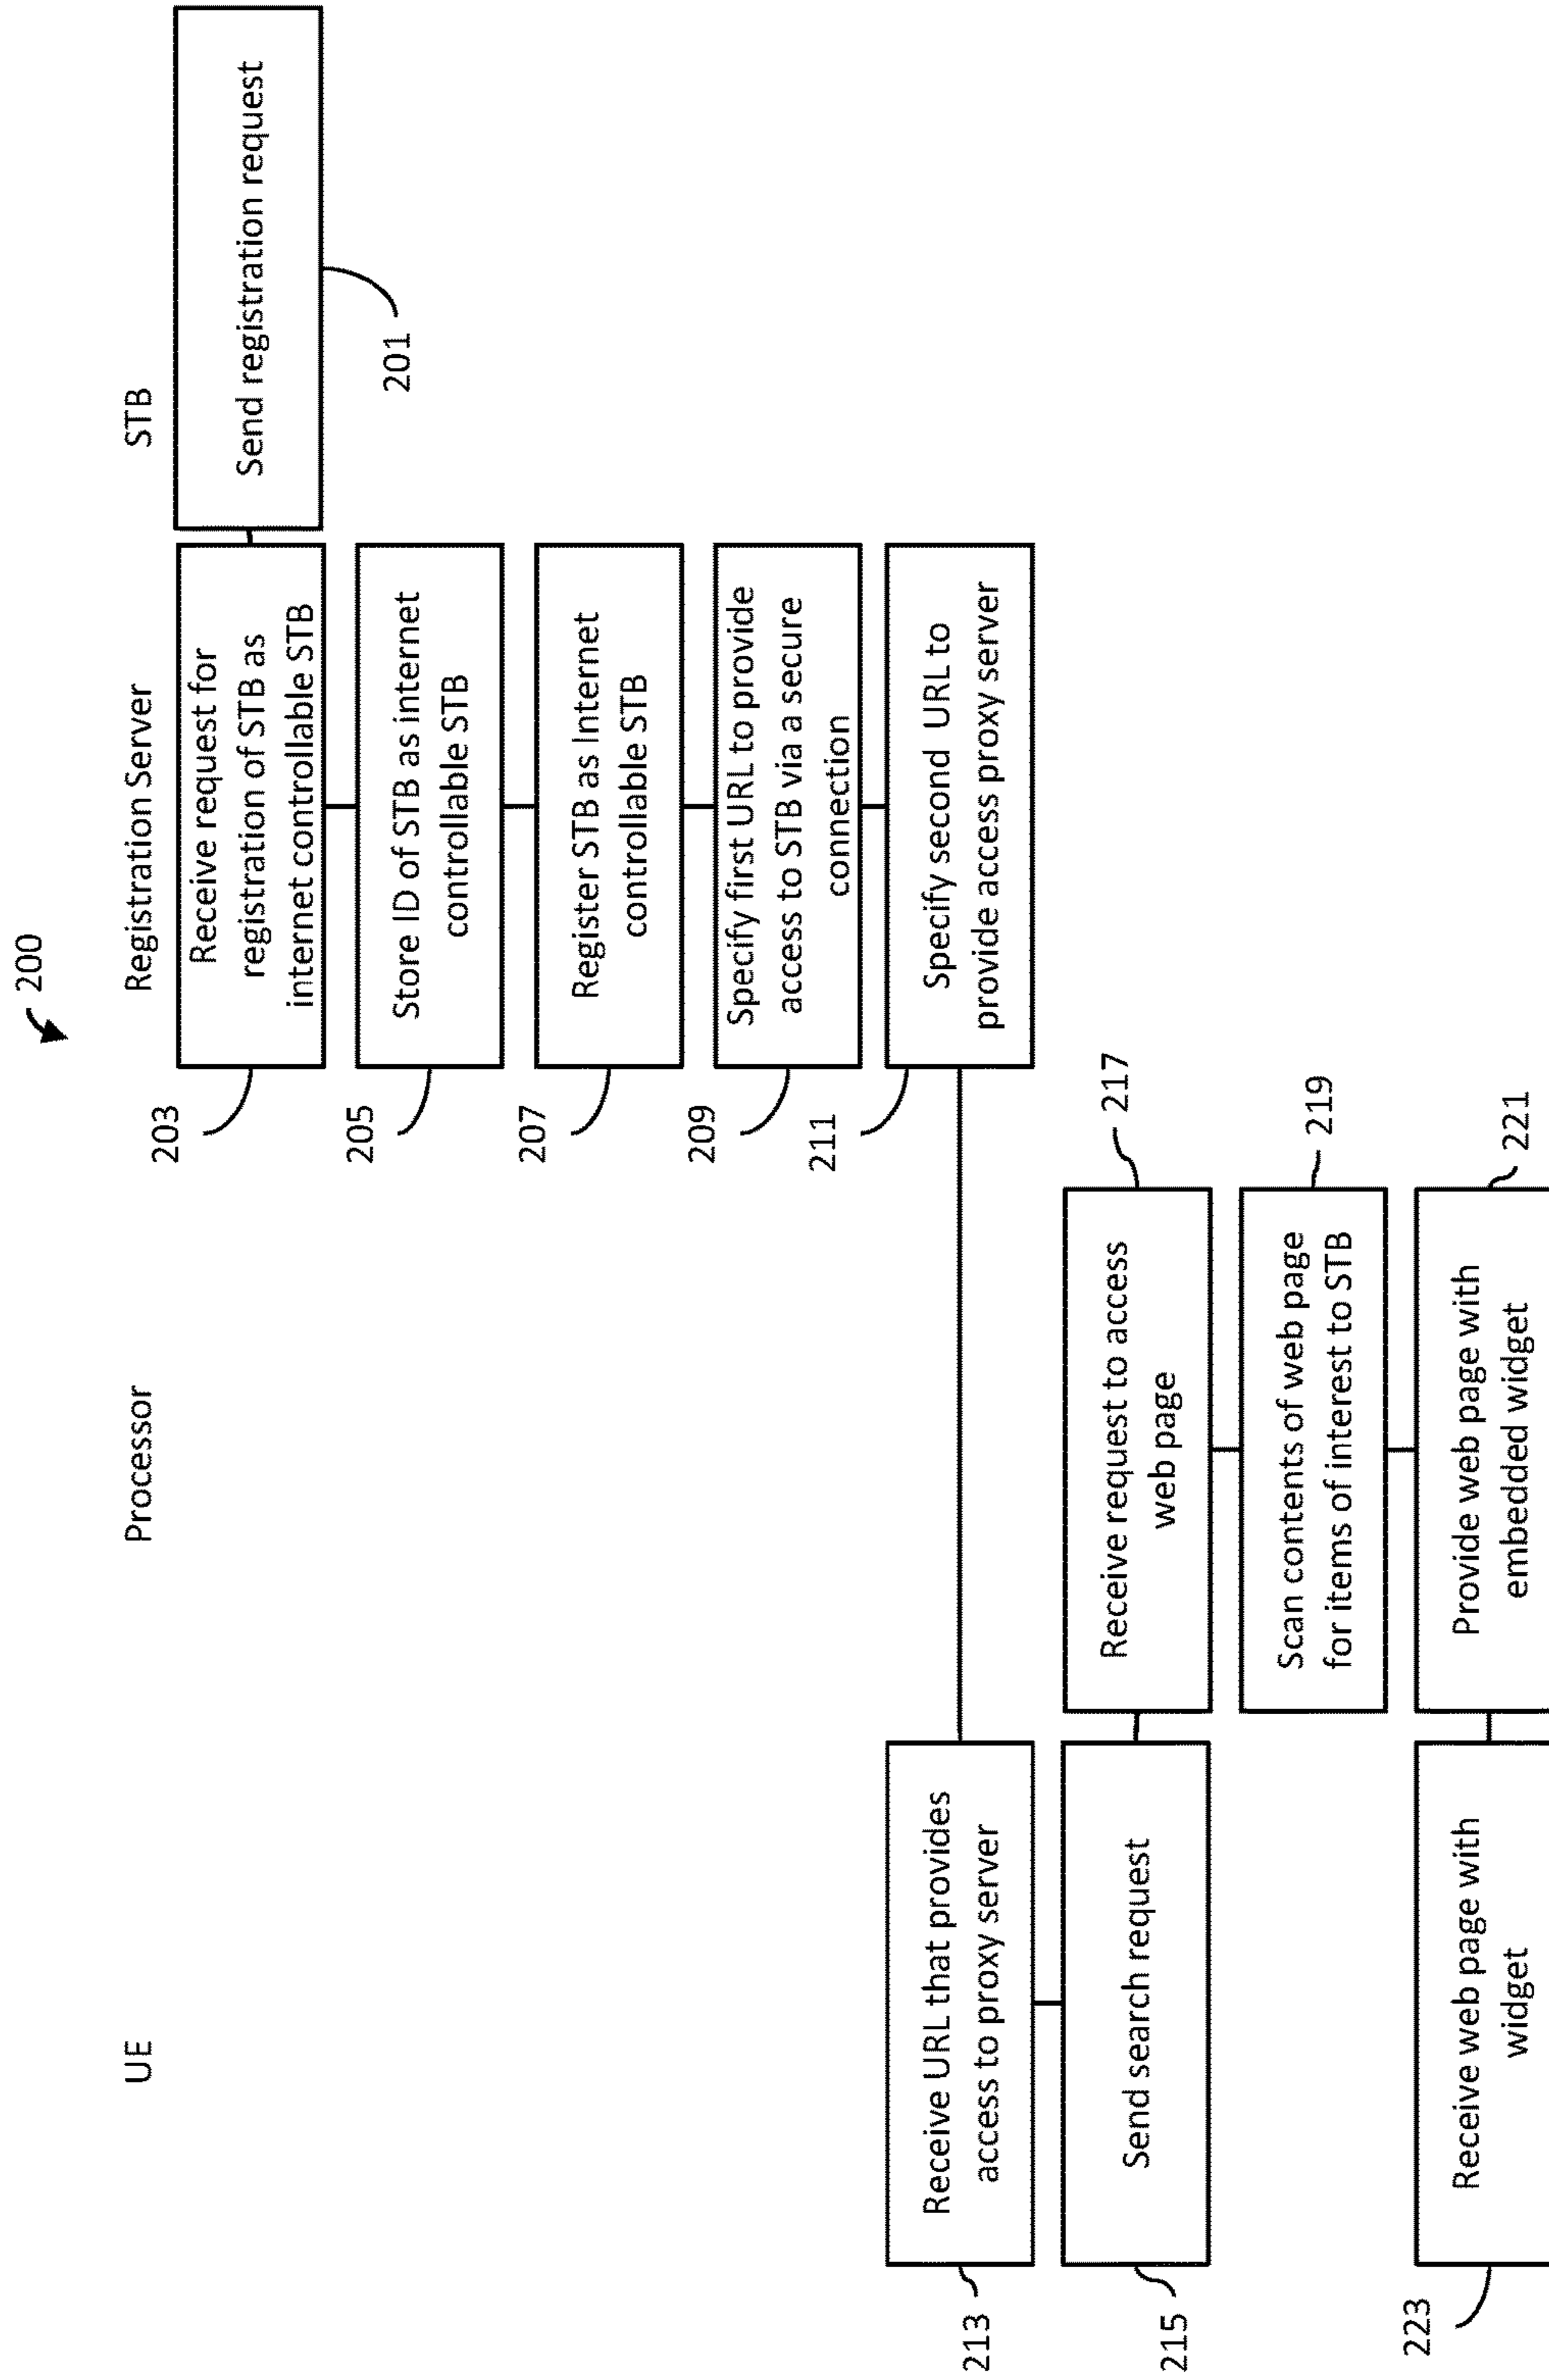 200
UE
Processor
Registration Server
STB
203
Receive request for
registration of STB as
internet controllable STB
Send registration request
201
205
Store ID of STB as internet
controllable STB
207
Register STB as Internet
controllable STB
209
Specify first URL to provide
access to STB via a secure
connection
211
Specify second URL to
provide access proxy server
213
Receive URL that provides
access to proxy server
215
Send search request
Receive request to access
web page
217
Scan contents of web page
for items of interest to STB
219
Provide web page with
embedded widget
221
223
Receive web page with
widget